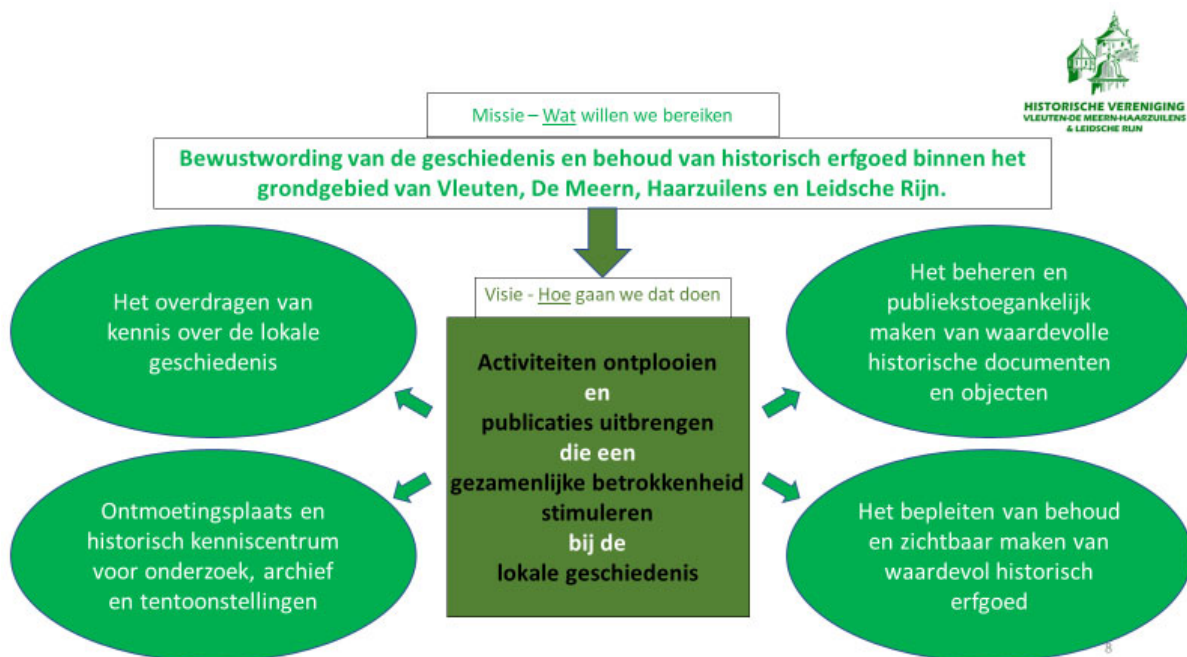 HISTORISCHE VERENIGING
VLEUTEN-DE MEERN-HAARZUILENS
& LEIDSCHE RIJN
Missie – Wat willen we bereiken
Bewustwording van de geschiedenis en behoud van historisch erfgoed binnen het
grondgebied van Vleuten, De Meern, Haarzuilens en Leidsche Rijn.
Visie - Hoe gaan we dat doen
Activiteiten ontplooien
en
publicaties uitbrengen
die een
gezamenlijke betrokkenheid
stimuleren
bij de
lokale geschiedenis
Het overdragen van
kennis over de lokale
geschiedenis
Het beheren en
publiekstoegankelijk
maken van waardevolle
historische documenten
en objecten
Ontmoetingsplaats en
historisch kenniscentrum
voor onderzoek, archief
en tentoonstellingen
Het bepleiten van behoud
en zichtbaar maken van
waardevol historisch
erfgoed
8